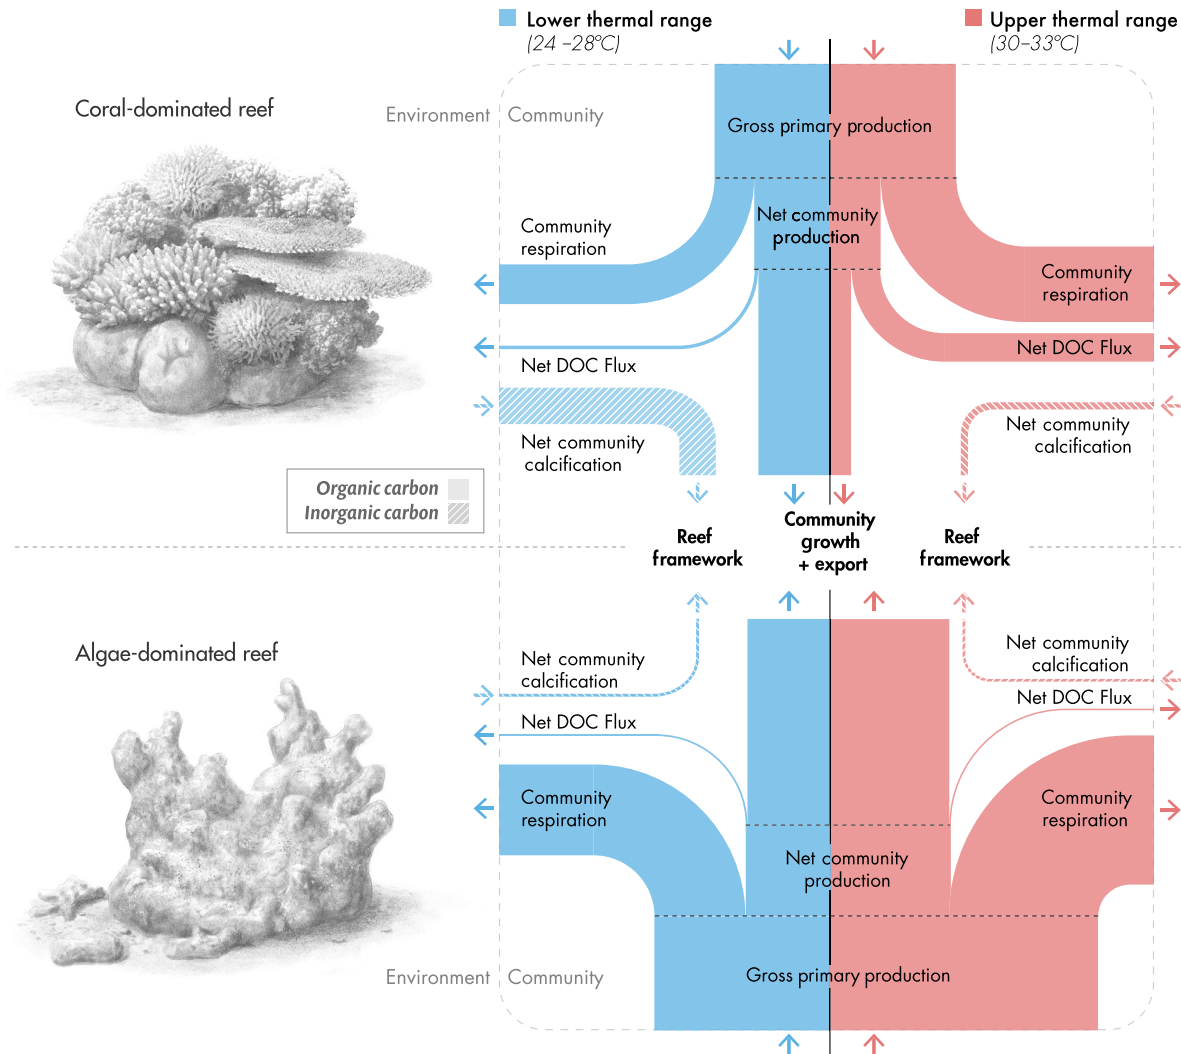 Lower thermal range
(24 –28ºC)
Upper thermal range
(30–33ºC)
Coral-dominated reef
Environment
Community
Gross primary production
Net community
production
Community
respiration
Community
respiration
Net DOC Flux
Net DOC Flux
Net community
calcification
Net community
calcification
Organic carbon
Inorganic carbon
Reef
framework
Community
growth
+ export
Reef
framework
Algae-dominated reef
Net community
calcification
Net community
calcification
Net DOC Flux
Net DOC Flux
Community
respiration
Community
respiration
Net community
production
Environment
Community
Gross primary production